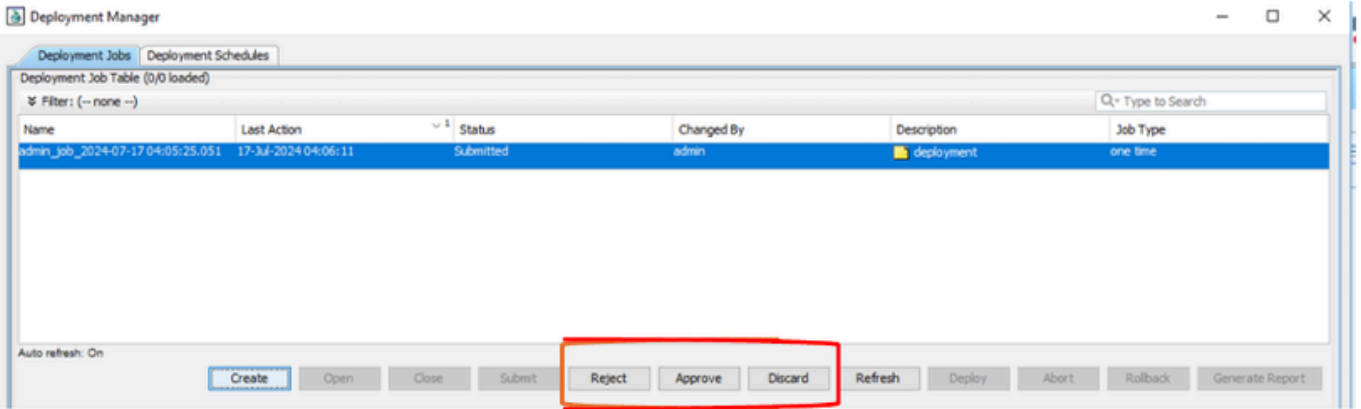 Deployment Manager
Deployment Jobs Deployment Schedules
Deployment Job Table (0/0 loaded)
Filter: (-- none --)
Type to Search
Name Last Action 1 Status Changed By Description Job Type
admin_job_2024-07-17 04:05:25.051 17-Jul-2024 04:06:11 Submitted admin deployment one time
Auto refresh: On
Create Open Close Submit Reject Approve Discard Refresh Deploy Abort Rollback Generate Report